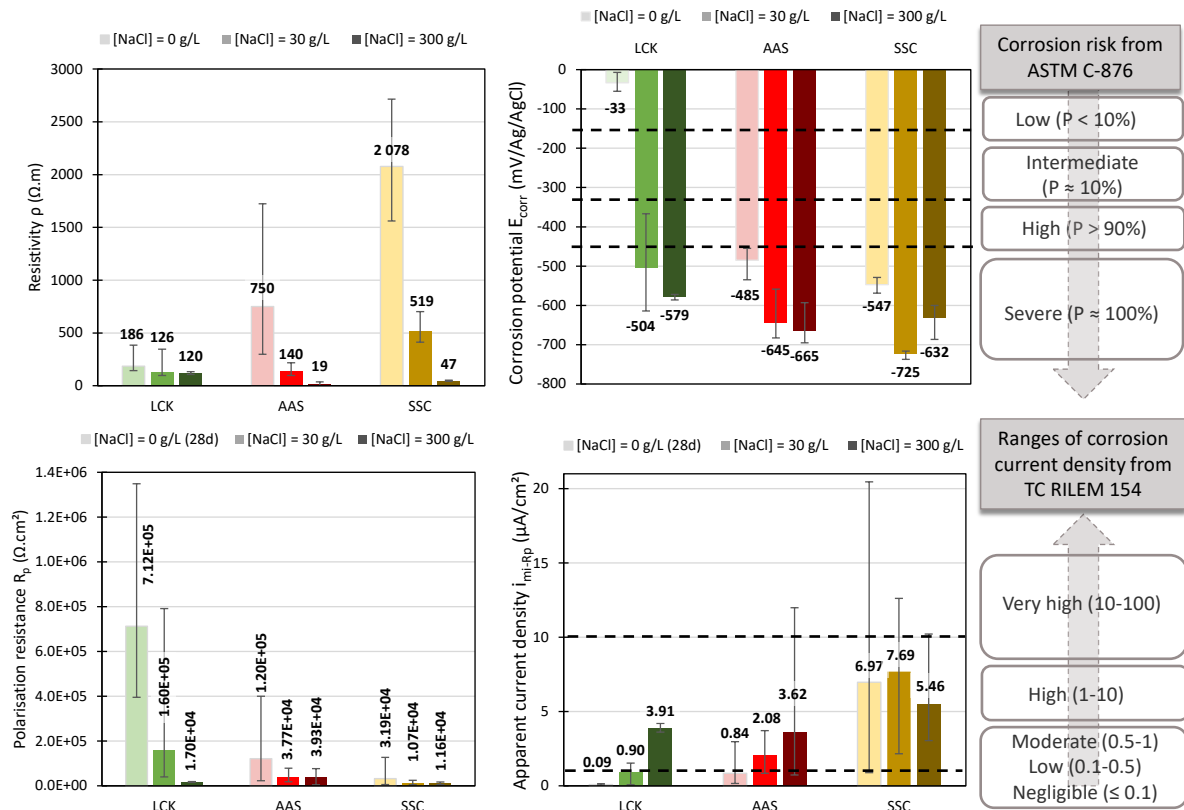 [NaCl] = 0 g/L [NaCl] = 30 g/L [NaCl] = 300 g/L
Resistivity ρ (Ω.m)
3000
2500
2000
1500
1000
500
0
186
126
120
750
140
19
2 078
519
47
LCK AAS SSC
[NaCl] = 0 g/L [NaCl] = 30 g/L [NaCl] = 300 g/L
LCK AAS SSC
Corrosion potential Ecorr (mV/Ag/AgCl)
0
-100
-200
-300
-400
-500
-600
-700
-800
-33
-504
-579
-485
-645
-665
-547
-725
-632
Corrosion risk from
ASTM C-876
Low (P < 10%)
Intermediate
(P ≈ 10%)
High (P > 90%)
Severe (P ≈ 100%)
[NaCl] = 0 g/L (28d) [NaCl] = 30 g/L [NaCl] = 300 g/L
Polarisation resistance Rp (Ω.cm²)
1.4E+06
1.2E+06
1.0E+06
8.0E+05
6.0E+05
4.0E+05
2.0E+05
0.0E+00
7.12E+05
1.60E+05
1.70E+04
1.20E+05
3.77E+04
3.93E+04
3.19E+04
1.07E+04
1.16E+04
LCK AAS SSC
[NaCl] = 0 g/L (28d) [NaCl] = 30 g/L [NaCl] = 300 g/L
Apparent current density imi-Rp (µA/cm²)
20
15
10
5
0
0.09
0.90
3.91
0.84
2.08
3.62
6.97
7.69
5.46
LCK AAS SSC
Ranges of corrosion
current density from
TC RILEM 154
Very high (10-100)
High (1-10)
Moderate (0.5-1)
Low (0.1-0.5)
Negligible (≤ 0.1)